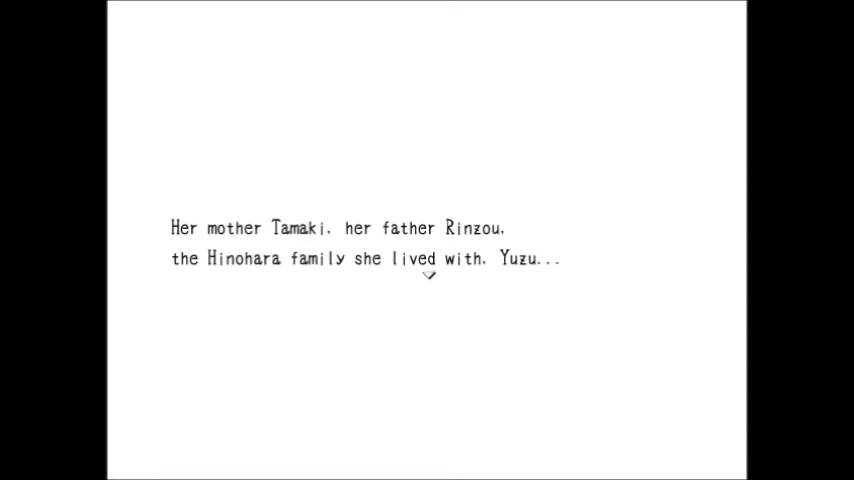 Her mother Tamaki, her father Rinzou,
the Hinohara family she lived with, Yuzu...